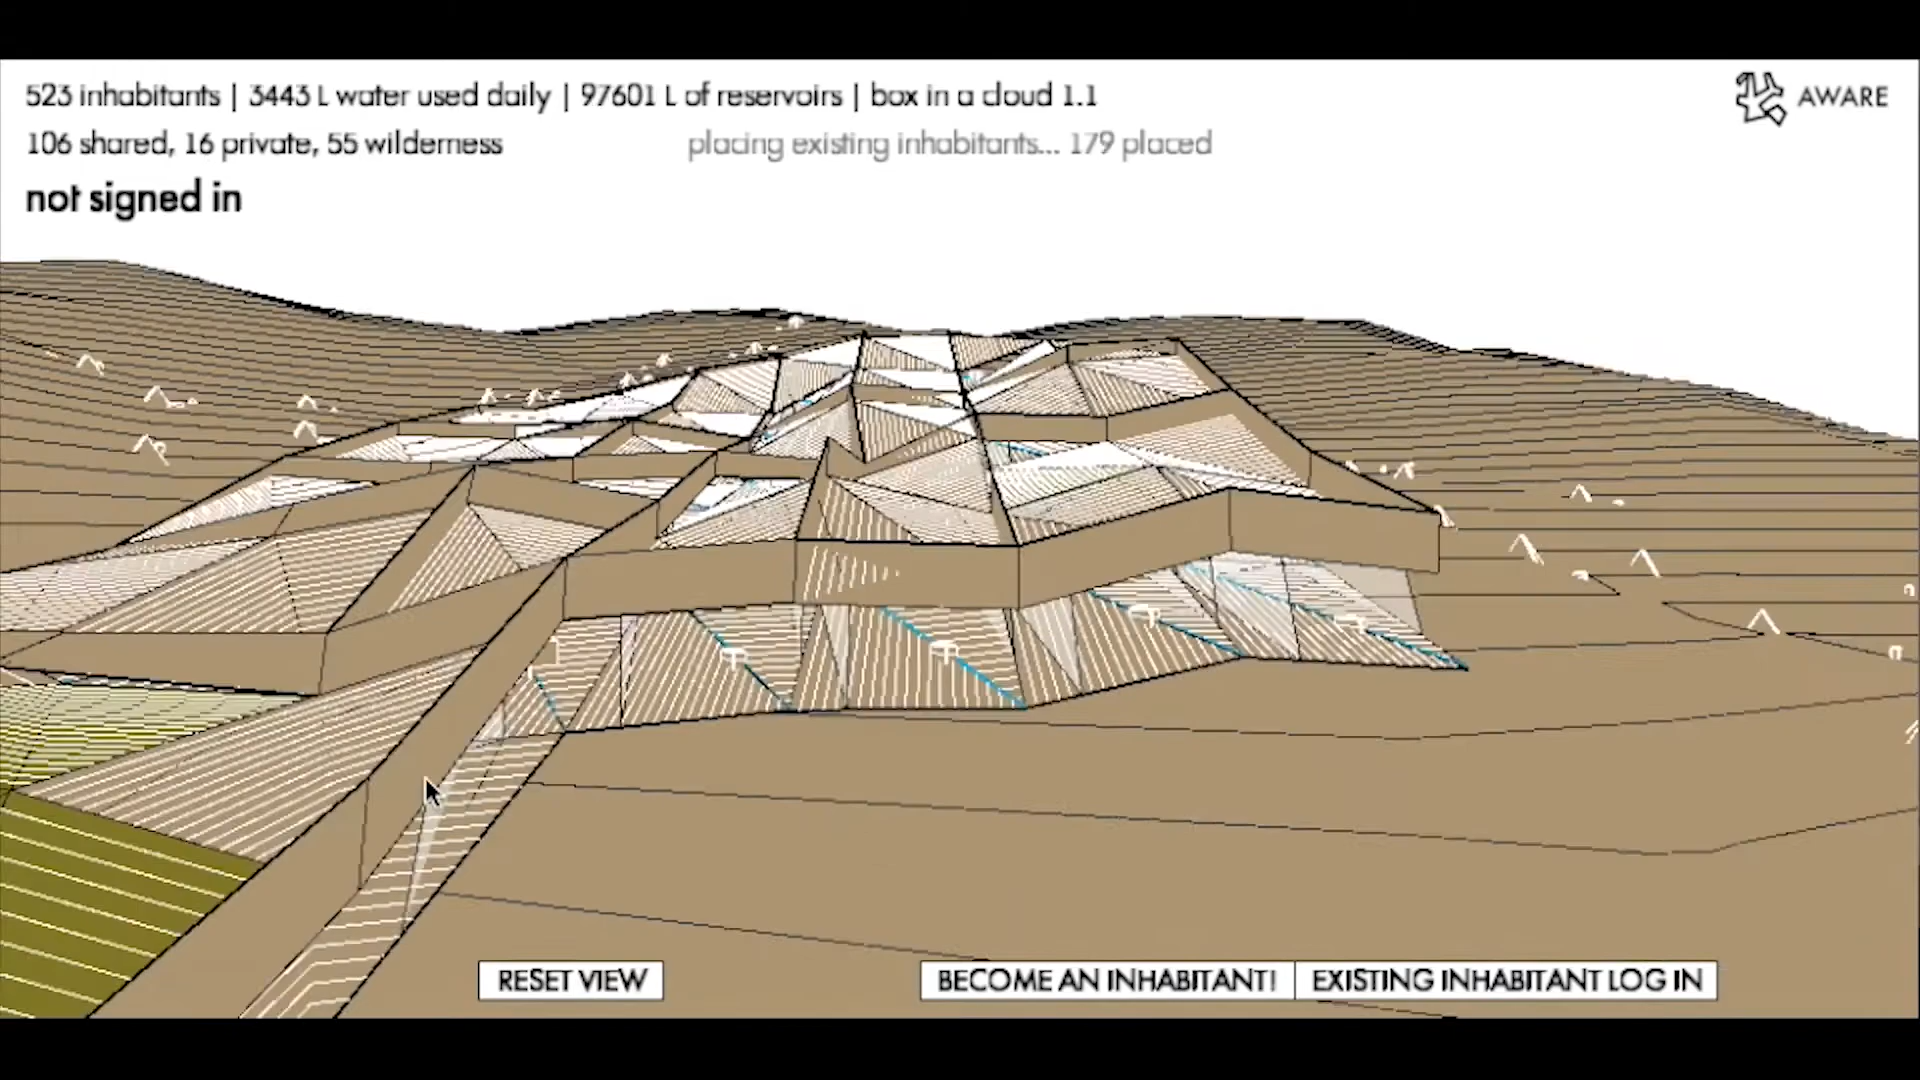 523 inhabitants | 3443 L water used daily | 97601 L of reservoirs | box in a cloud 1.1
AWARE
106 shared, 16 private, 55 wilderness
placing existing inhabitants... 179 placed
not signed in
RESET VIEW
BECOME AN INHABITANT!
EXISTING INHABITANT LOG IN